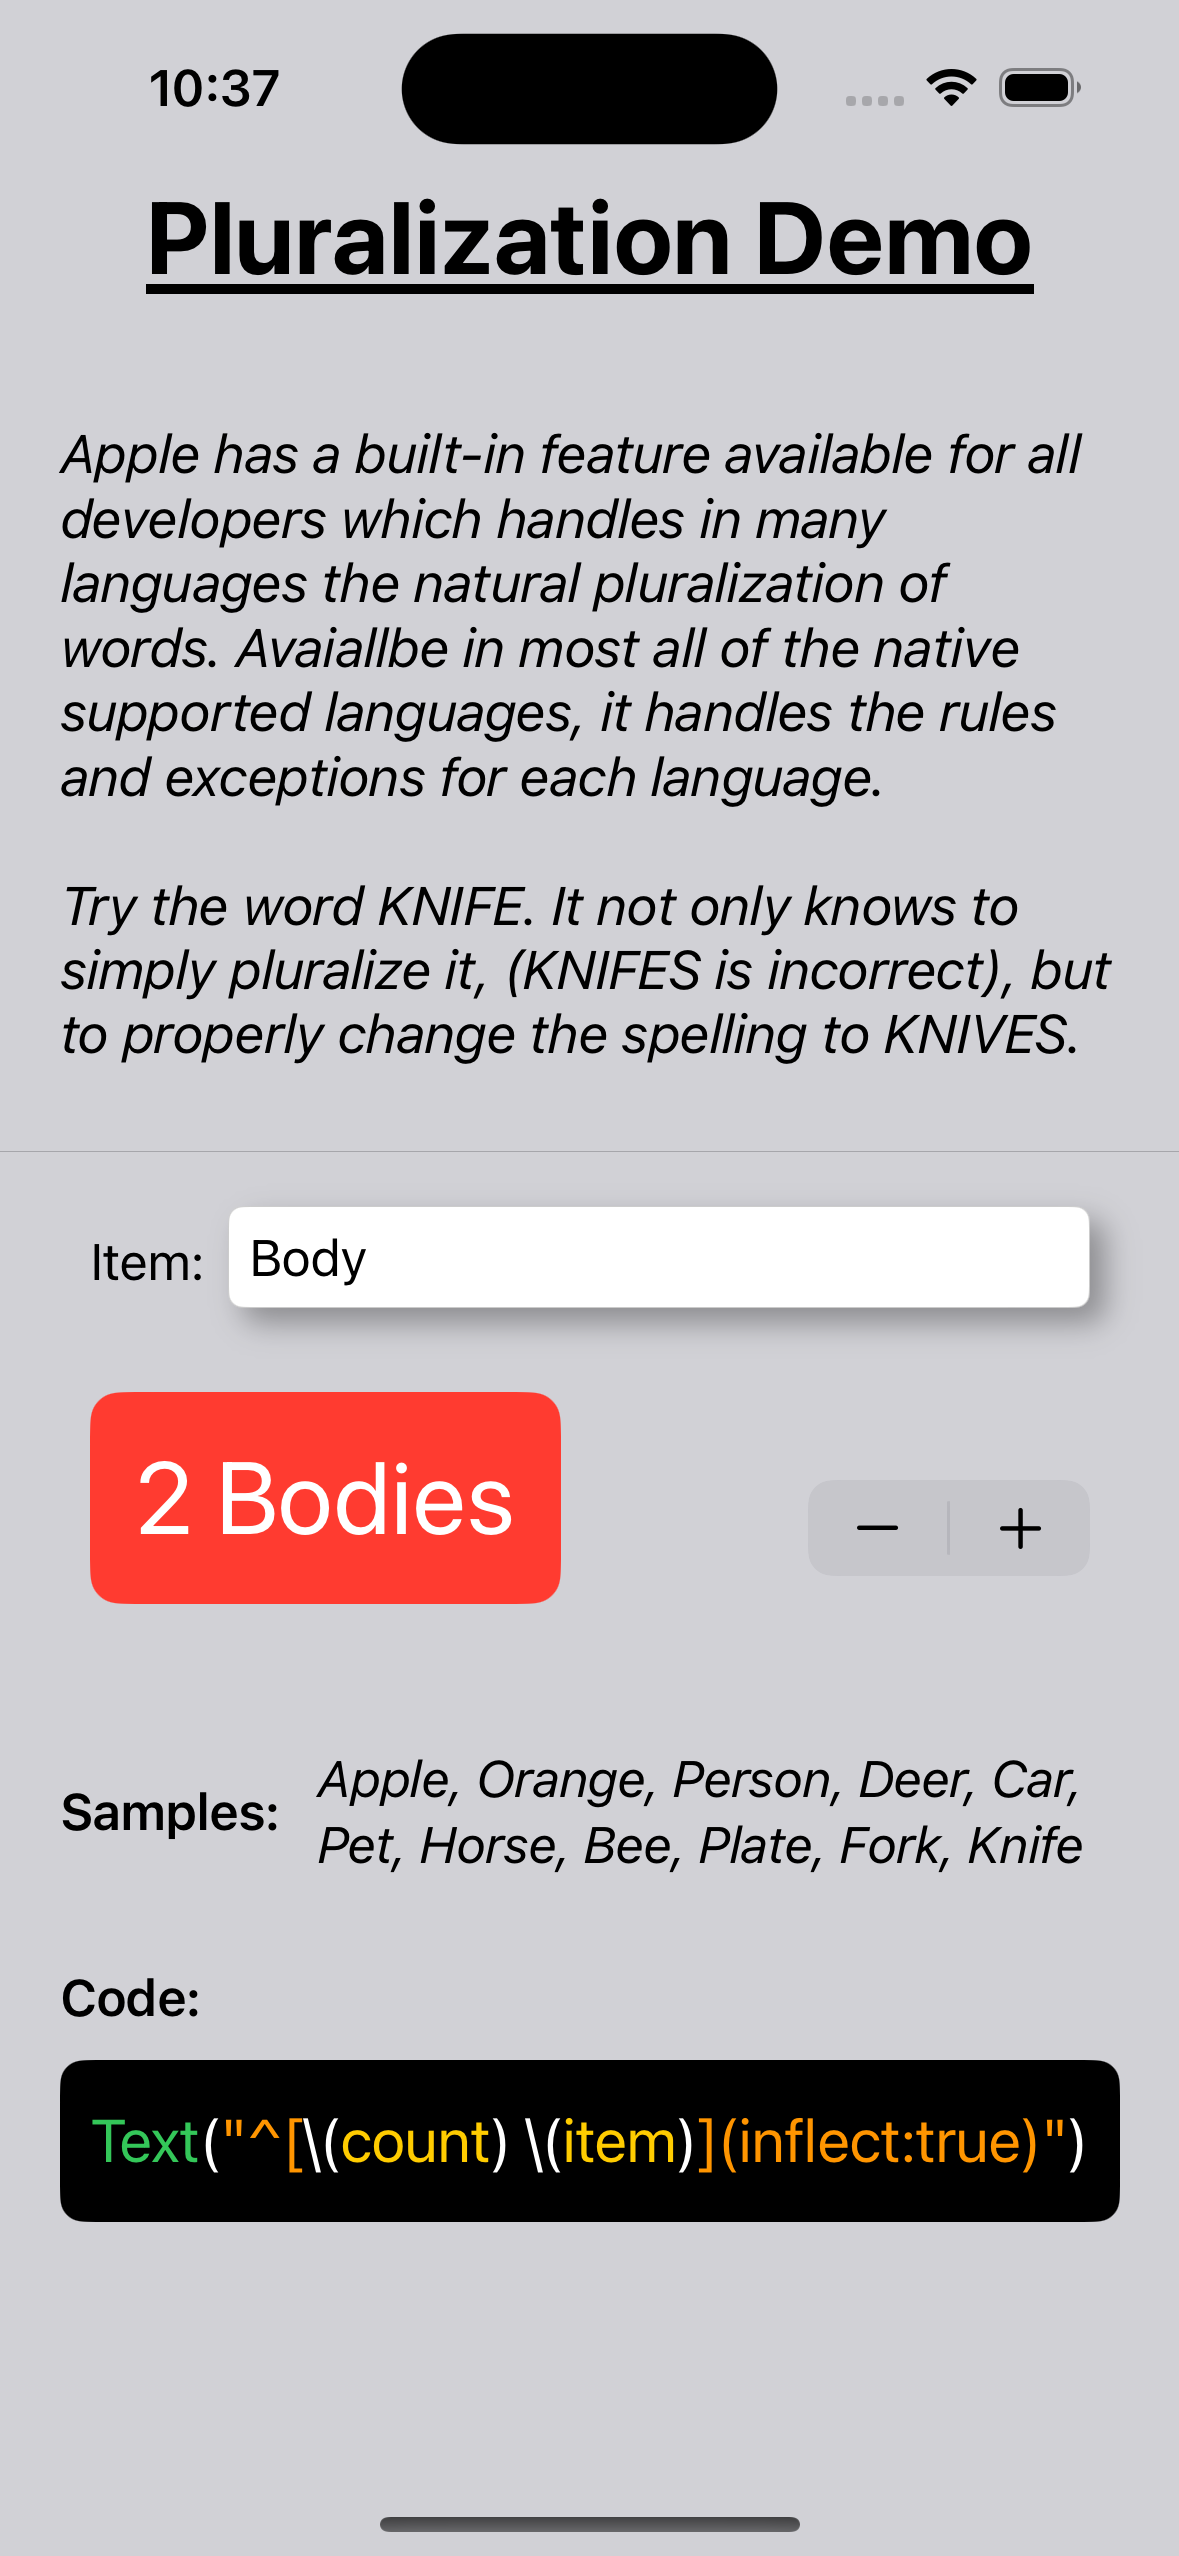 10:37
Pluralization Demo
Apple has a built-in feature available for all
developers which handles in many
languages the natural pluralization of
words. Avaiallbe in most all of the native
supported languages, it handles the rules
and exceptions for each language.
Try the word KNIFE. It not only knows to
simply pluralize it, (KNIFES is incorrect), but
to properly change the spelling to KNIVES.
Item: Body
2 Bodies
− +
Samples: Apple, Orange, Person, Deer, Car,
Pet, Horse, Bee, Plate, Fork, Knife
Code:
Text("^[\(count) \(item)](inflect:true)")